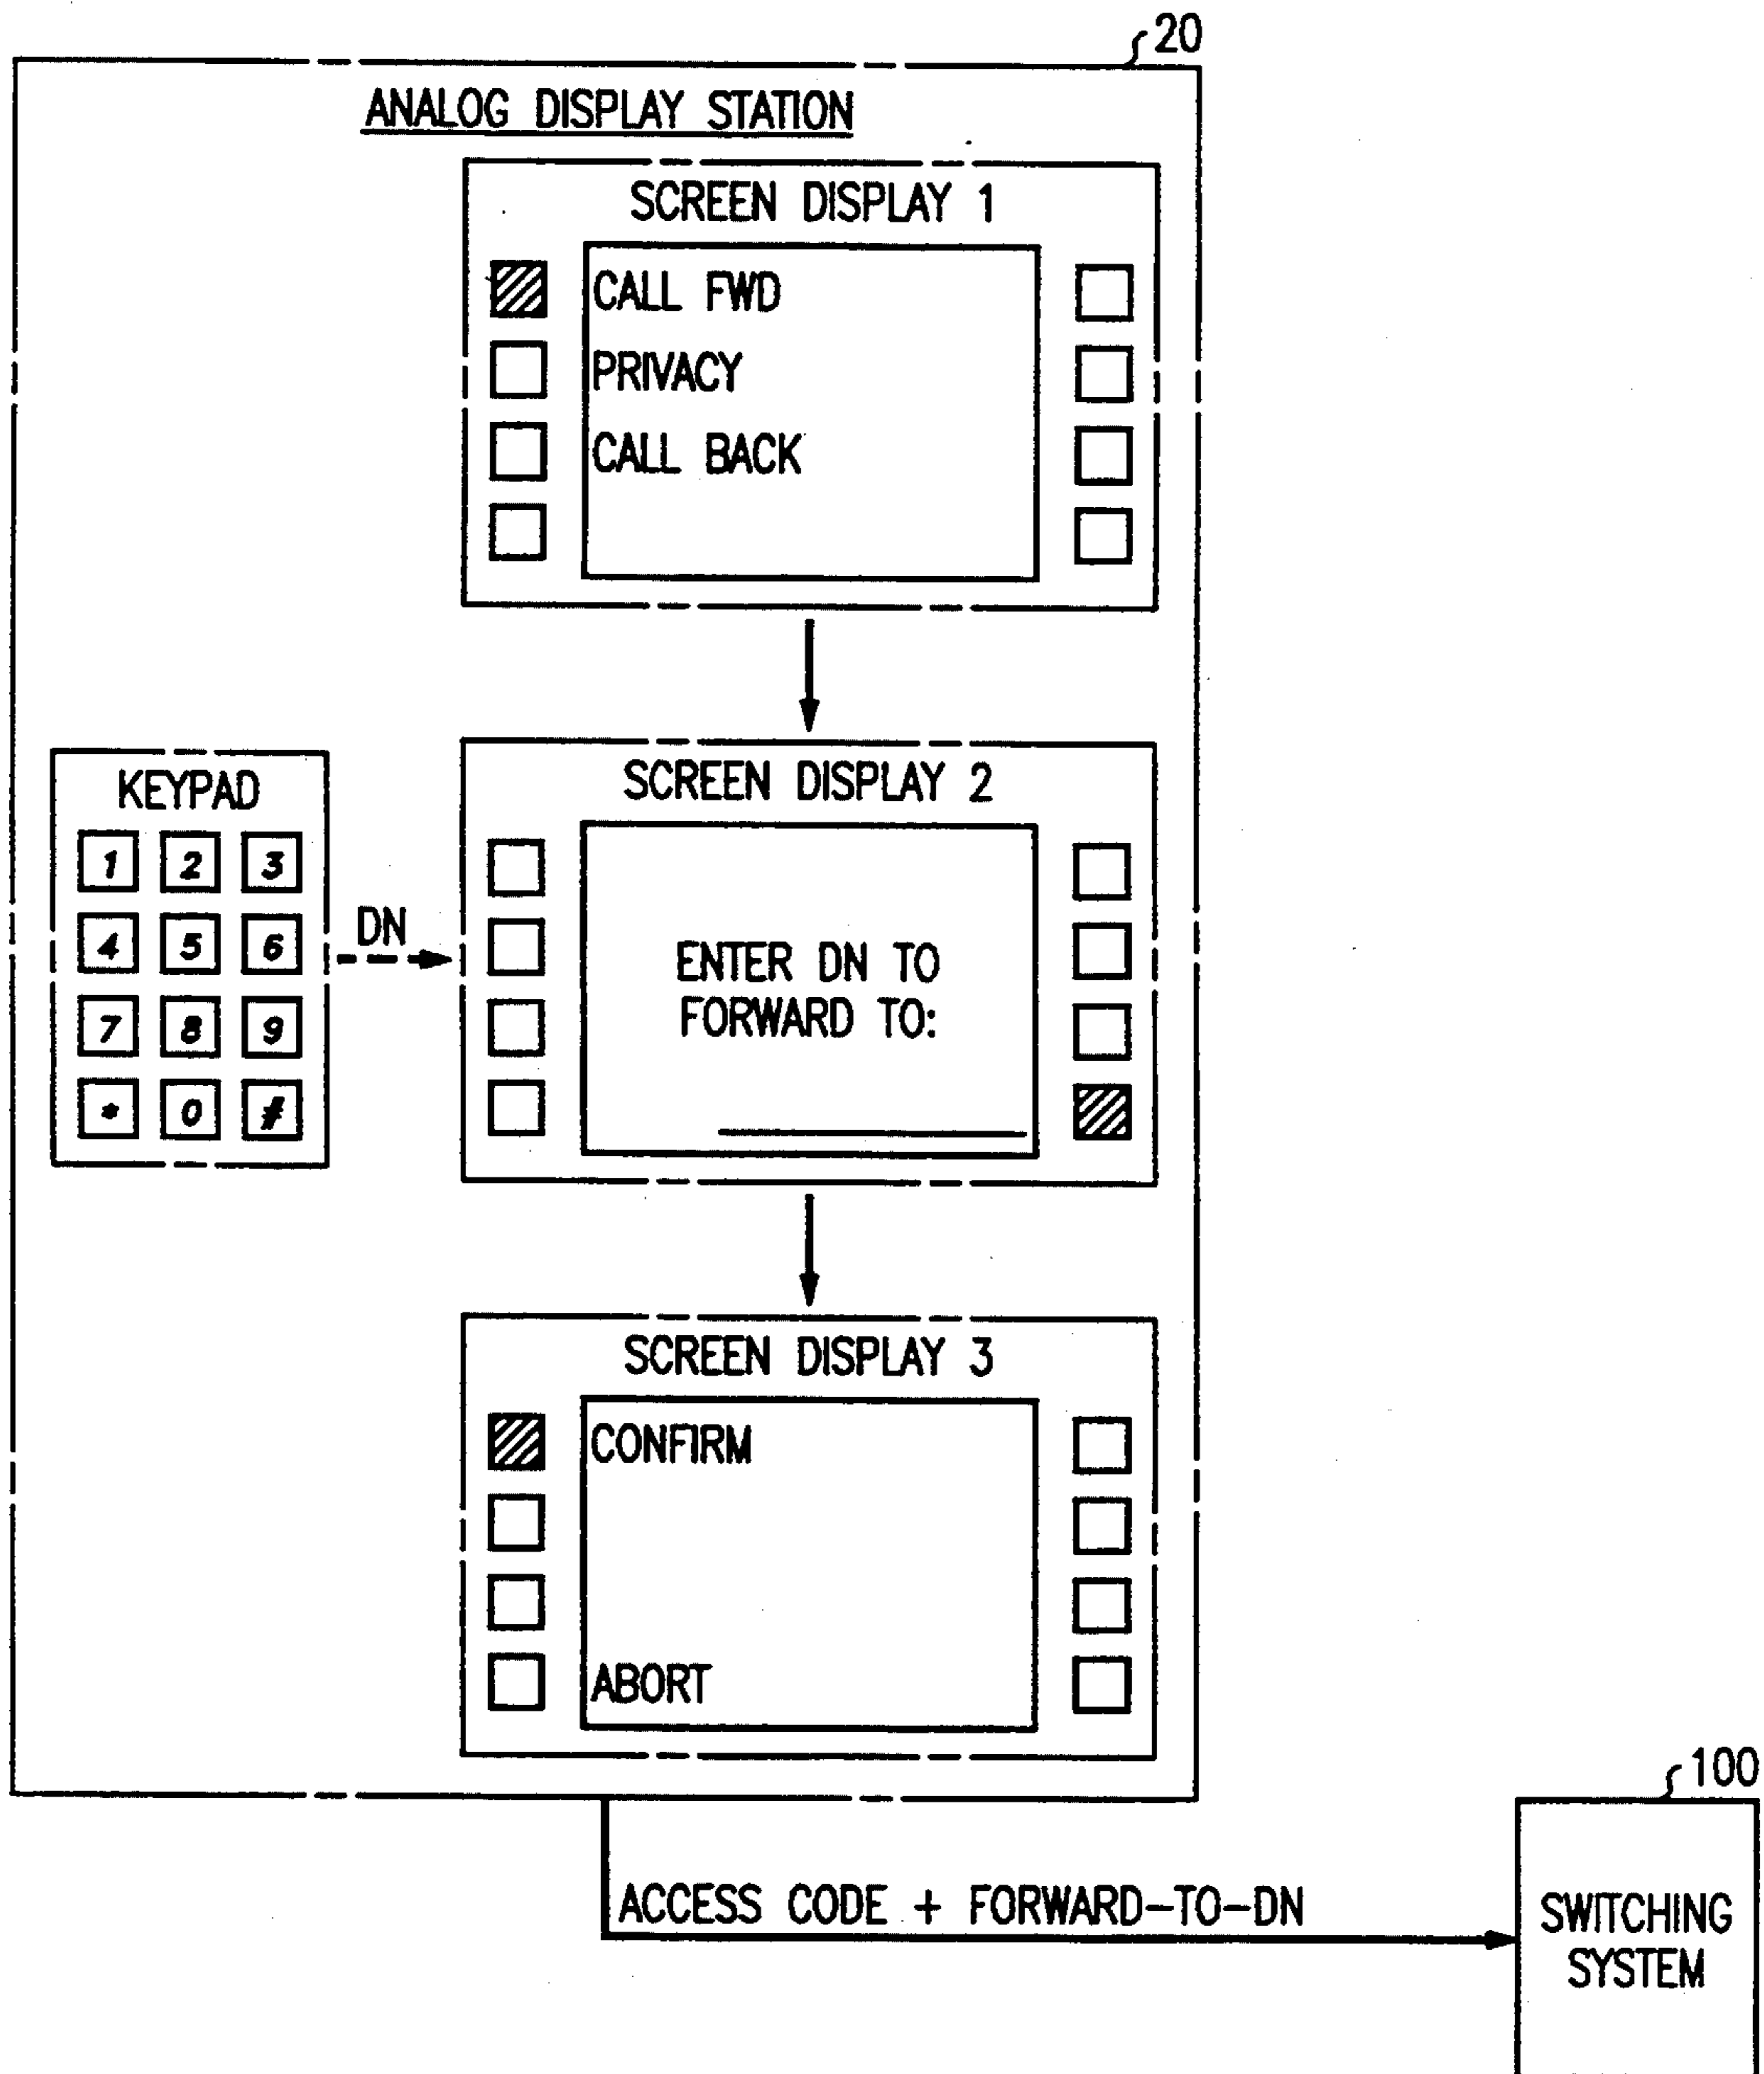 20
ANALOG DISPLAY STATION
SCREEN DISPLAY 1
CALL FWD
PRIVACY
CALL BACK
KEYPAD
1 2 3
4 5 6
7 8 9
* 0 #
DN
SCREEN DISPLAY 2
ENTER DN TO
FORWARD TO:
SCREEN DISPLAY 3
CONFIRM
ABORT
100
ACCESS CODE + FORWARD-TO-DN
SWITCHING
SYSTEM